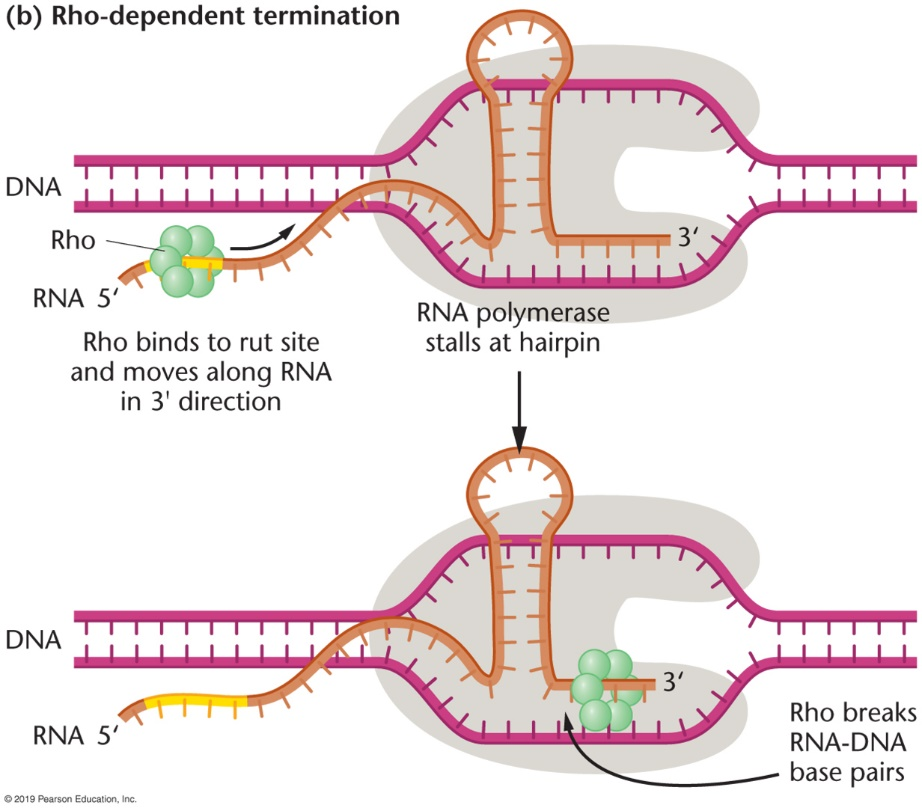 (b) Rho-dependent termination
DNA
Rho
RNA 5‘
3‘
Rho binds to rut site
and moves along RNA
in 3' direction
RNA polymerase
stalls at hairpin
DNA
RNA 5‘
3‘
Rho breaks
RNA-DNA
base pairs
© 2019 Pearson Education, Inc.